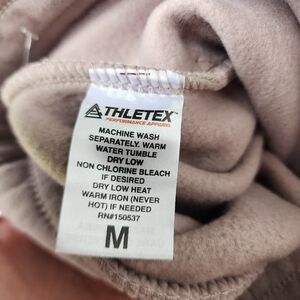 ATHLETEX
PERFORMANCE APPAREL
MACHINE WASH
SEPARATELY. WARM
WATER TUMBLE
DRY LOW
NON CHLORINE BLEACH
IF DESIRED
DRY LOW HEAT
WARM IRON (NEVER
HOT) IF NEEDED
RN#150537
M